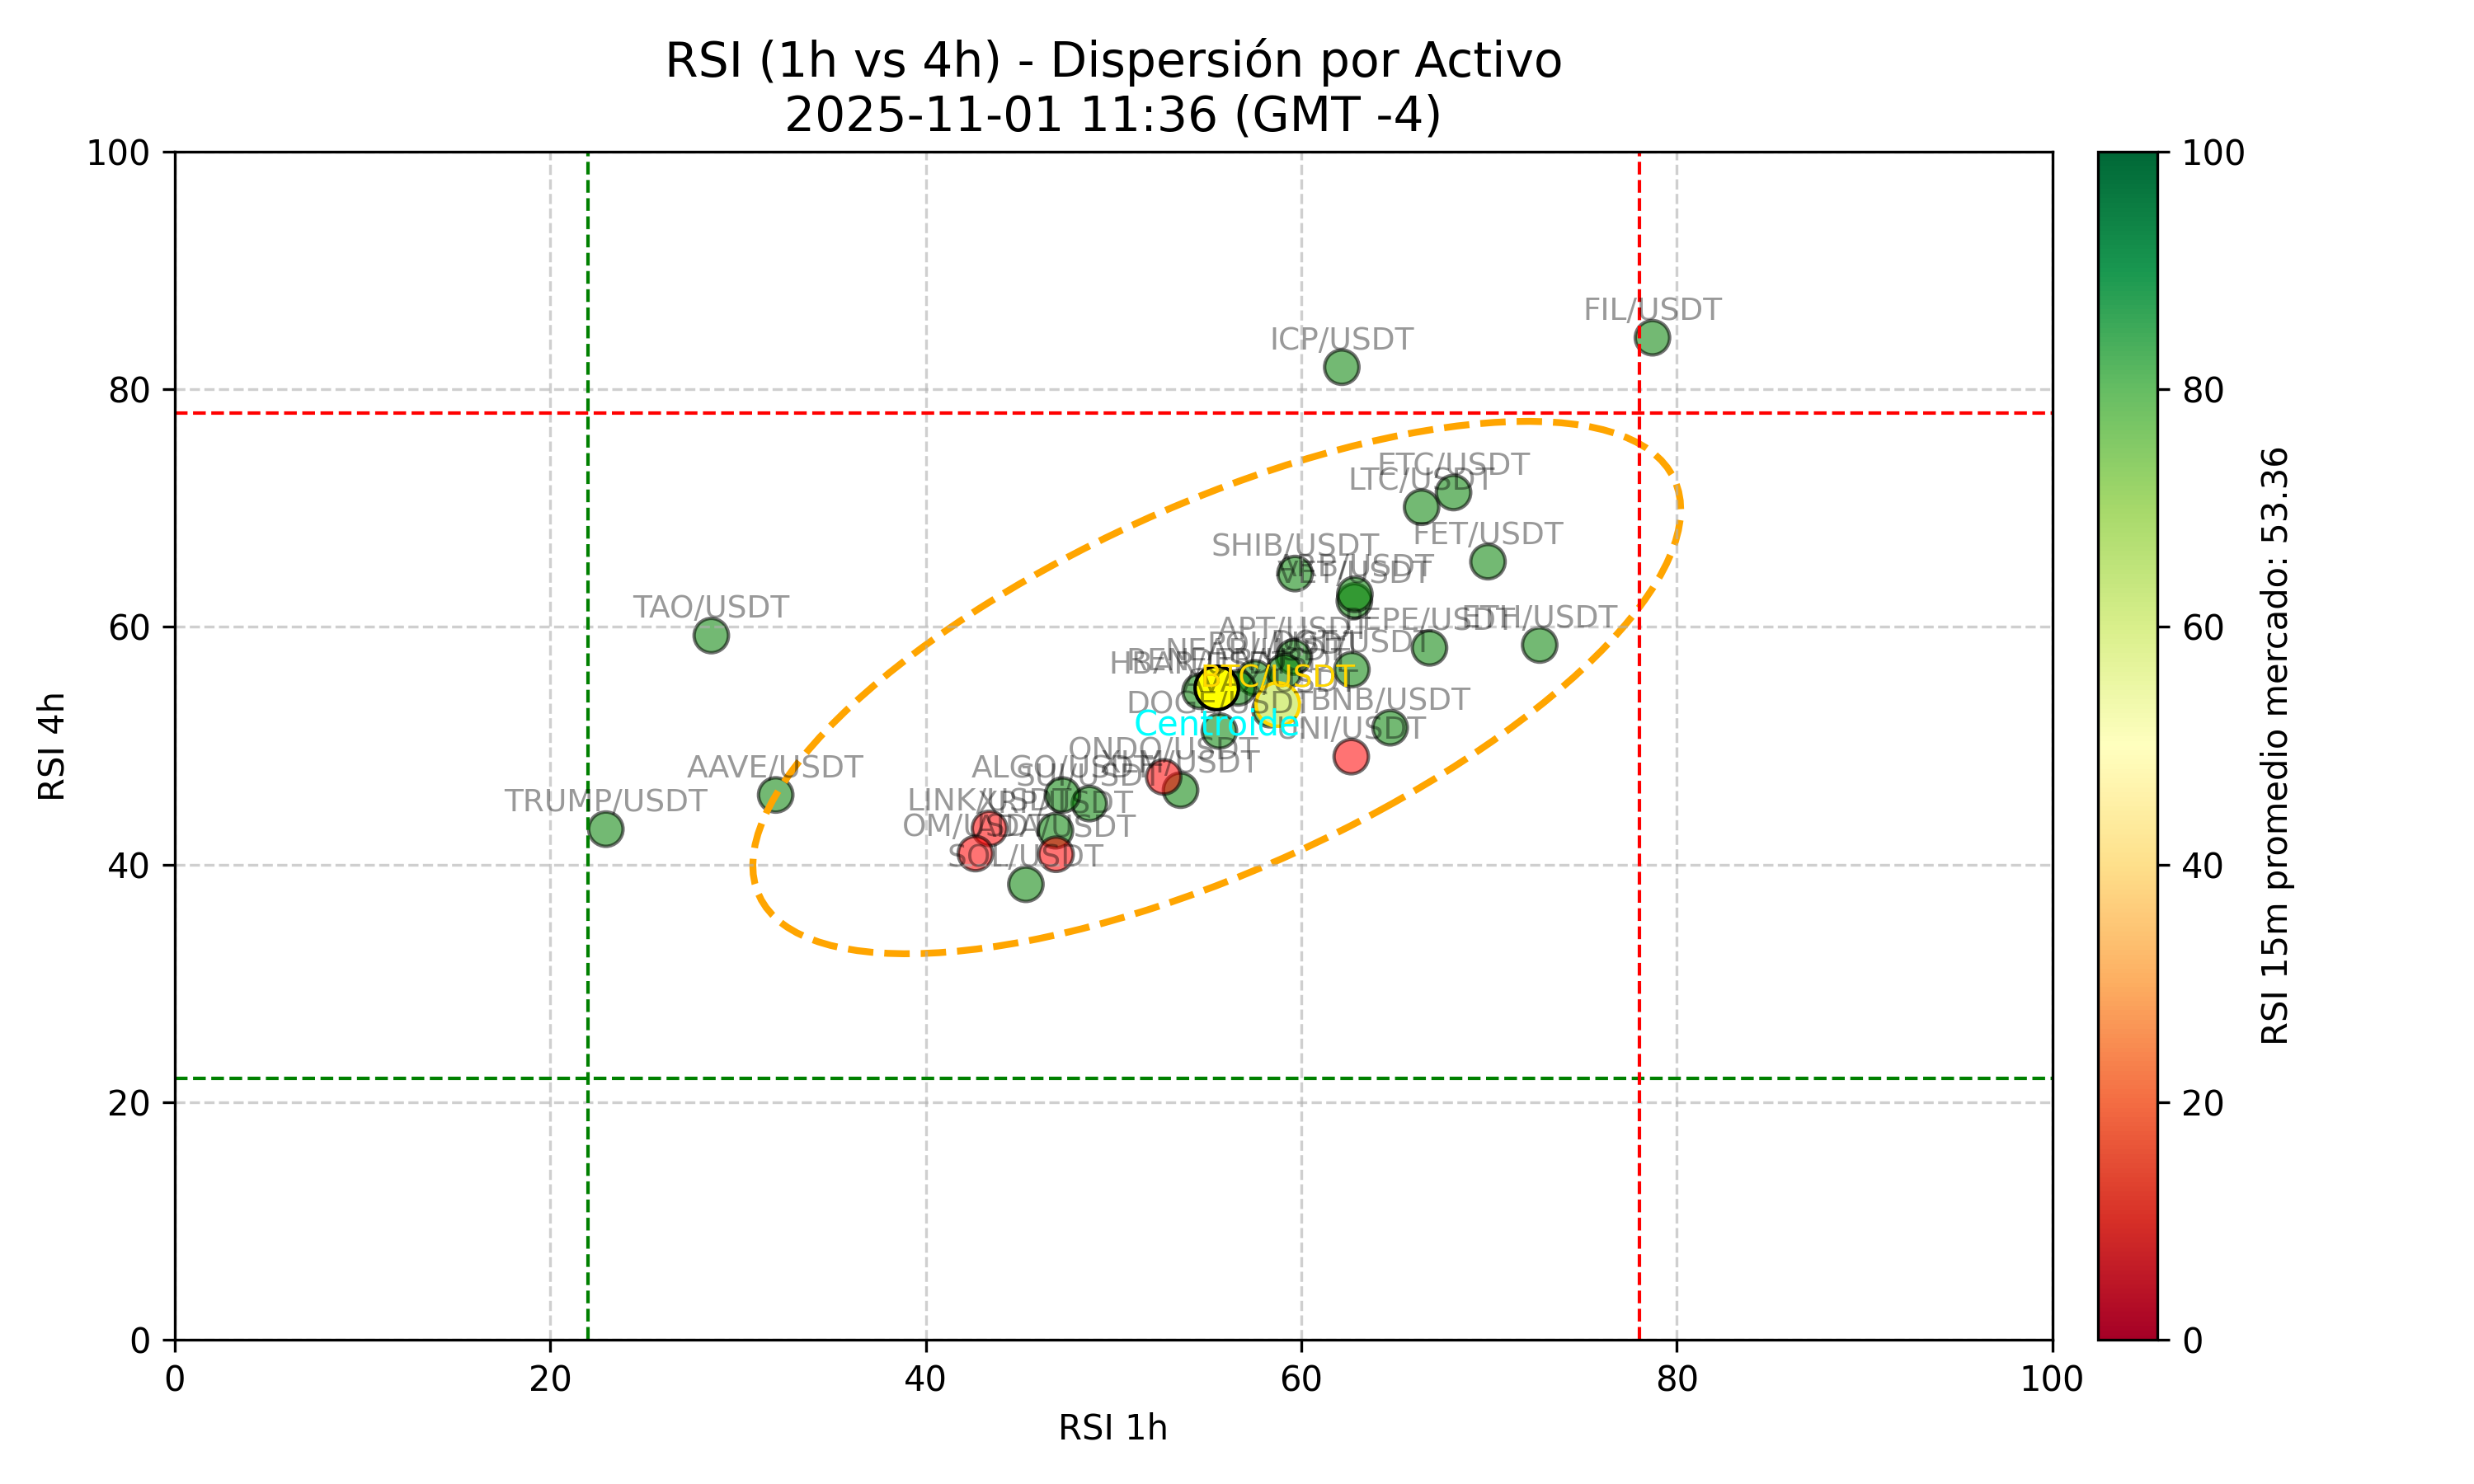 RSI (1h vs 4h) - Dispersión por Activo
2025-11-01 11:36 (GMT -4)
100
80
60
40
20
0
0
20
40
60
80
100
RSI 4h
RSI 1h
FIL/USDT
ICP/USDT
ETC/USDT
LTC/USDT
FET/USDT
SHIB/USDT
ARB/USDT
VET/USDT
TAO/USDT
APT/USDT
PEPE/USDT
ETH/USDT
BTC/USDT
DOGE/USDT
BNB/USDT
Centroide
UNI/USDT
ONDO/USDT
XLM/USDT
AAVE/USDT
ALGO/USDT
SUI/USDT
TRUMP/USDT
LINK/USDT
XRP/USDT
OM/USDT
ADA/USDT
SOL/USDT
100
80
60
40
20
0
RSI 15m promedio mercado: 53.36